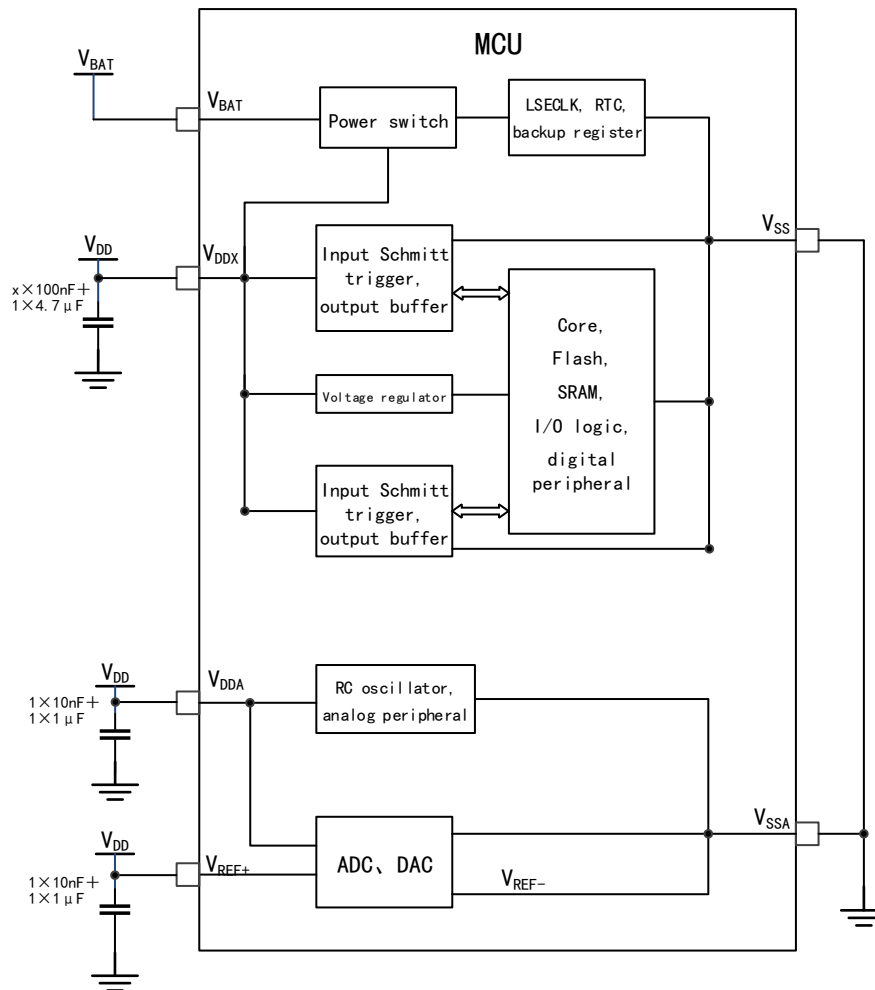 MCU
V_BAT
V_BAT
Power switch
LSECLK, RTC,
backup register
V_DD
V_DDX
x×100nF+
1×4.7μF
Input Schmitt
trigger,
output buffer
V_SS
Core,
Flash,
SRAM,
I/O logic,
digital
peripheral
Voltage regulator
Input Schmitt
trigger,
output buffer
V_DD
V_DDA
1×10nF+
1×1μF
RC oscillator,
analog peripheral
V_DD
V_REF+
1×10nF+
1×1μF
ADC、DAC
V_SSA
V_REF-